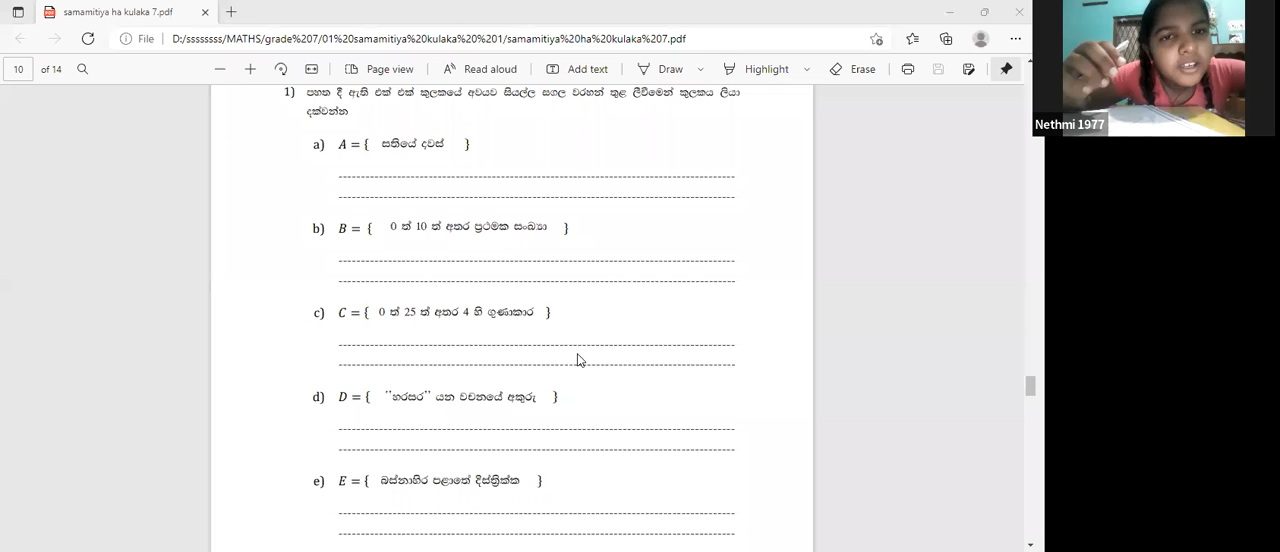 samamitiya ha kulaka 7.pdf
File D:/ssssssss/MATHS/grade%207/01%20samamitiya%20kulaka%20%201/samamitiya%20ha%20kulaka%207.pdf
10 of 14 Page view Read aloud Add text Draw Highlight Erase
Nethmi 1977
1) පහත දී ඇති එක් එක් කුලකයේ අවයව සියල්ල සගල වරහන් තුළ ලිවීමෙන් කුලකය ලියා
දක්වන්න
a) A = { සතියේ දවස් }
b) B = { 0 ත් 10 ත් අතර ප්‍රථමක සංඛ්‍යා }
c) C = { 0 ත් 25 ත් අතර 4 හි ගුණාකාර }
d) D = { ''හරසර'' යන වචනයේ අකුරු }
e) E = { බස්නාහිර පළාතේ දිස්ත්‍රික්ක }